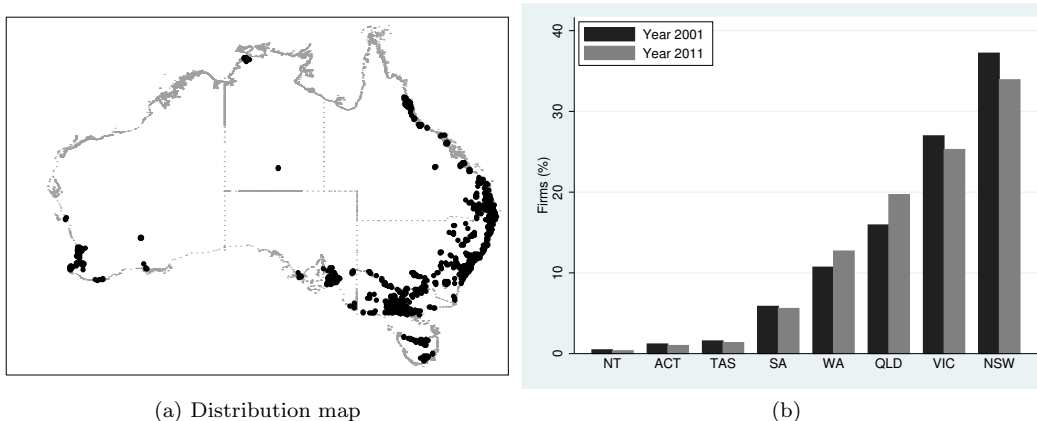 40
Year 2001
Year 2011
30
Firms (%)
20
10
0
NT ACT TAS SA WA QLD VIC NSW
(a) Distribution map
(b)